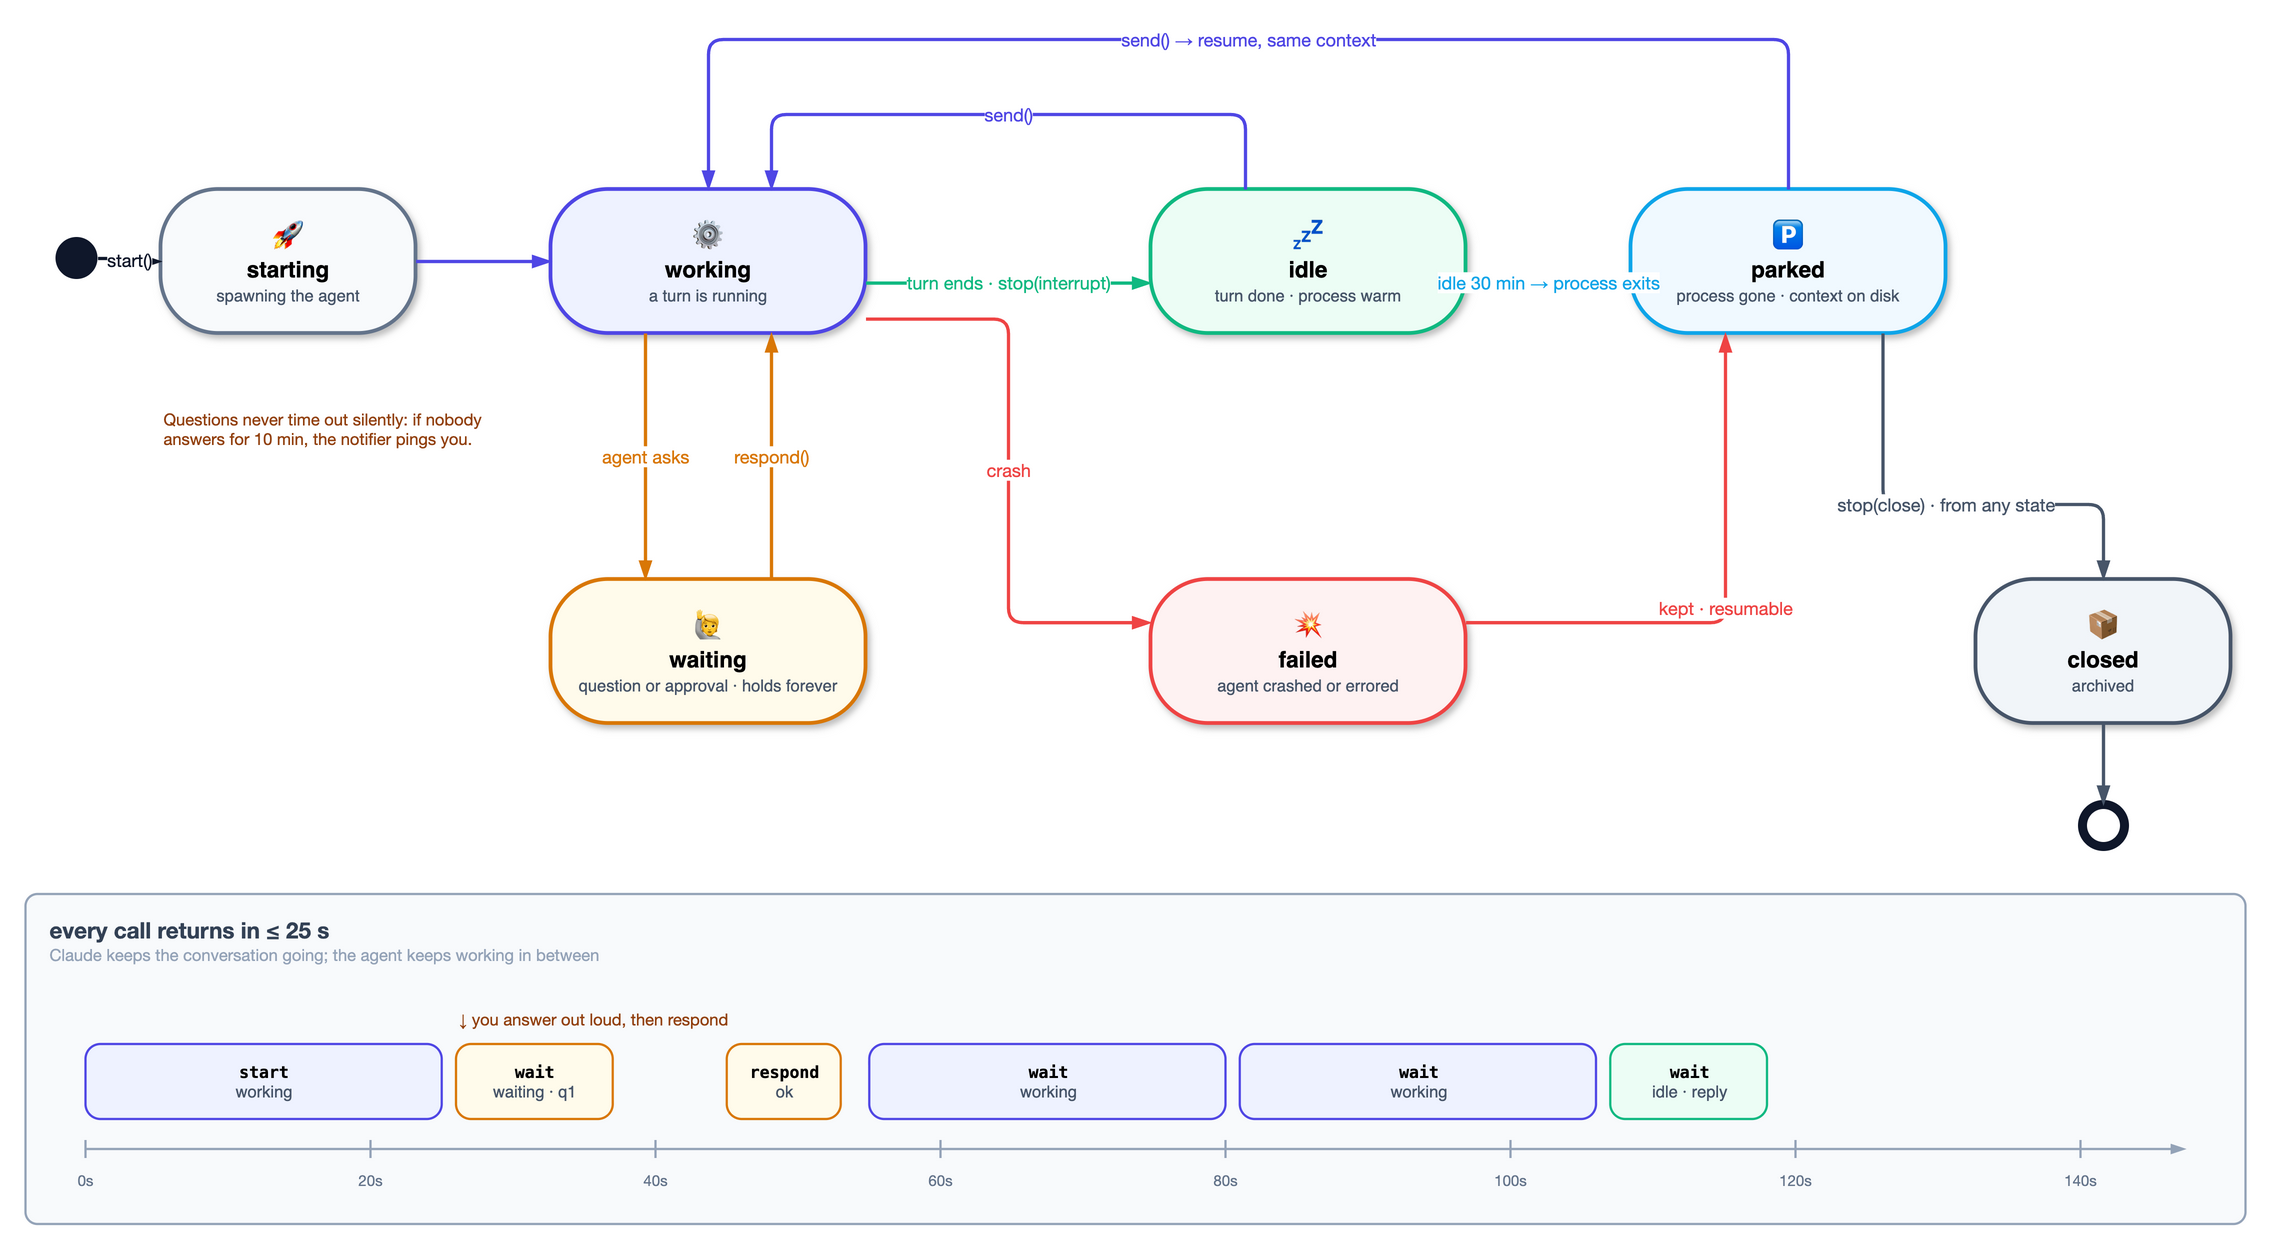 send() → resume, same context
send()
start()
🚀
starting
spawning the agent
⚙️
working
a turn is running
turn ends · stop(interrupt)
💤
idle
turn done · process warm
idle 30 min → process exits
🅿️
parked
process gone · context on disk
Questions never time out silently: if nobody
answers for 10 min, the notifier pings you.
agent asks
respond()
crash
stop(close) · from any state
kept · resumable
waiting
question or approval · holds forever
failed
agent crashed or errored
closed
archived
every call returns in ≤ 25 s
Claude keeps the conversation going; the agent keeps working in between
↓ you answer out loud, then respond
start
working
wait
waiting · q1
respond
ok
wait
working
wait
working
wait
idle · reply
0s
20s
40s
60s
80s
100s
120s
140s